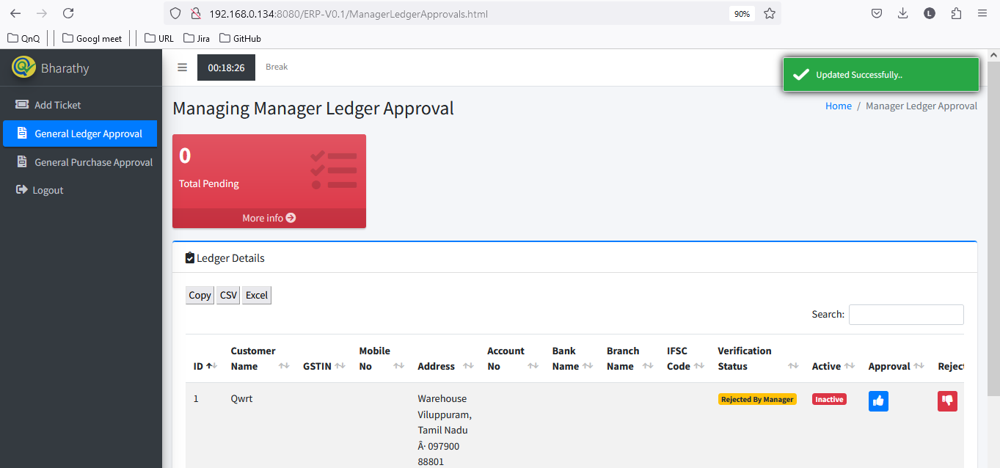 192.168.0.134:8080/ERP-V0.1/ManagerLedgerApprovals.html
90%
L
QnQ
Googl meet
URL
Jira
GitHub
Bharathy
00:18:26
Break
Updated Successfully..
Add Ticket
General Ledger Approval
General Purchase Approval
Logout
Managing Manager Ledger Approval
Home / Manager Ledger Approval
0
Total Pending
More info
Ledger Details
Copy CSV Excel
Search:
ID
Customer Name
GSTIN
Mobile No
Address
Account No
Bank Name
Branch Name
IFSC Code
Verification Status
Active
Approval
Reject
1
Qwrt
Warehouse
Viluppuram,
Tamil Nadu
Â· 097900
88801
Rejected By Manager
Inactive